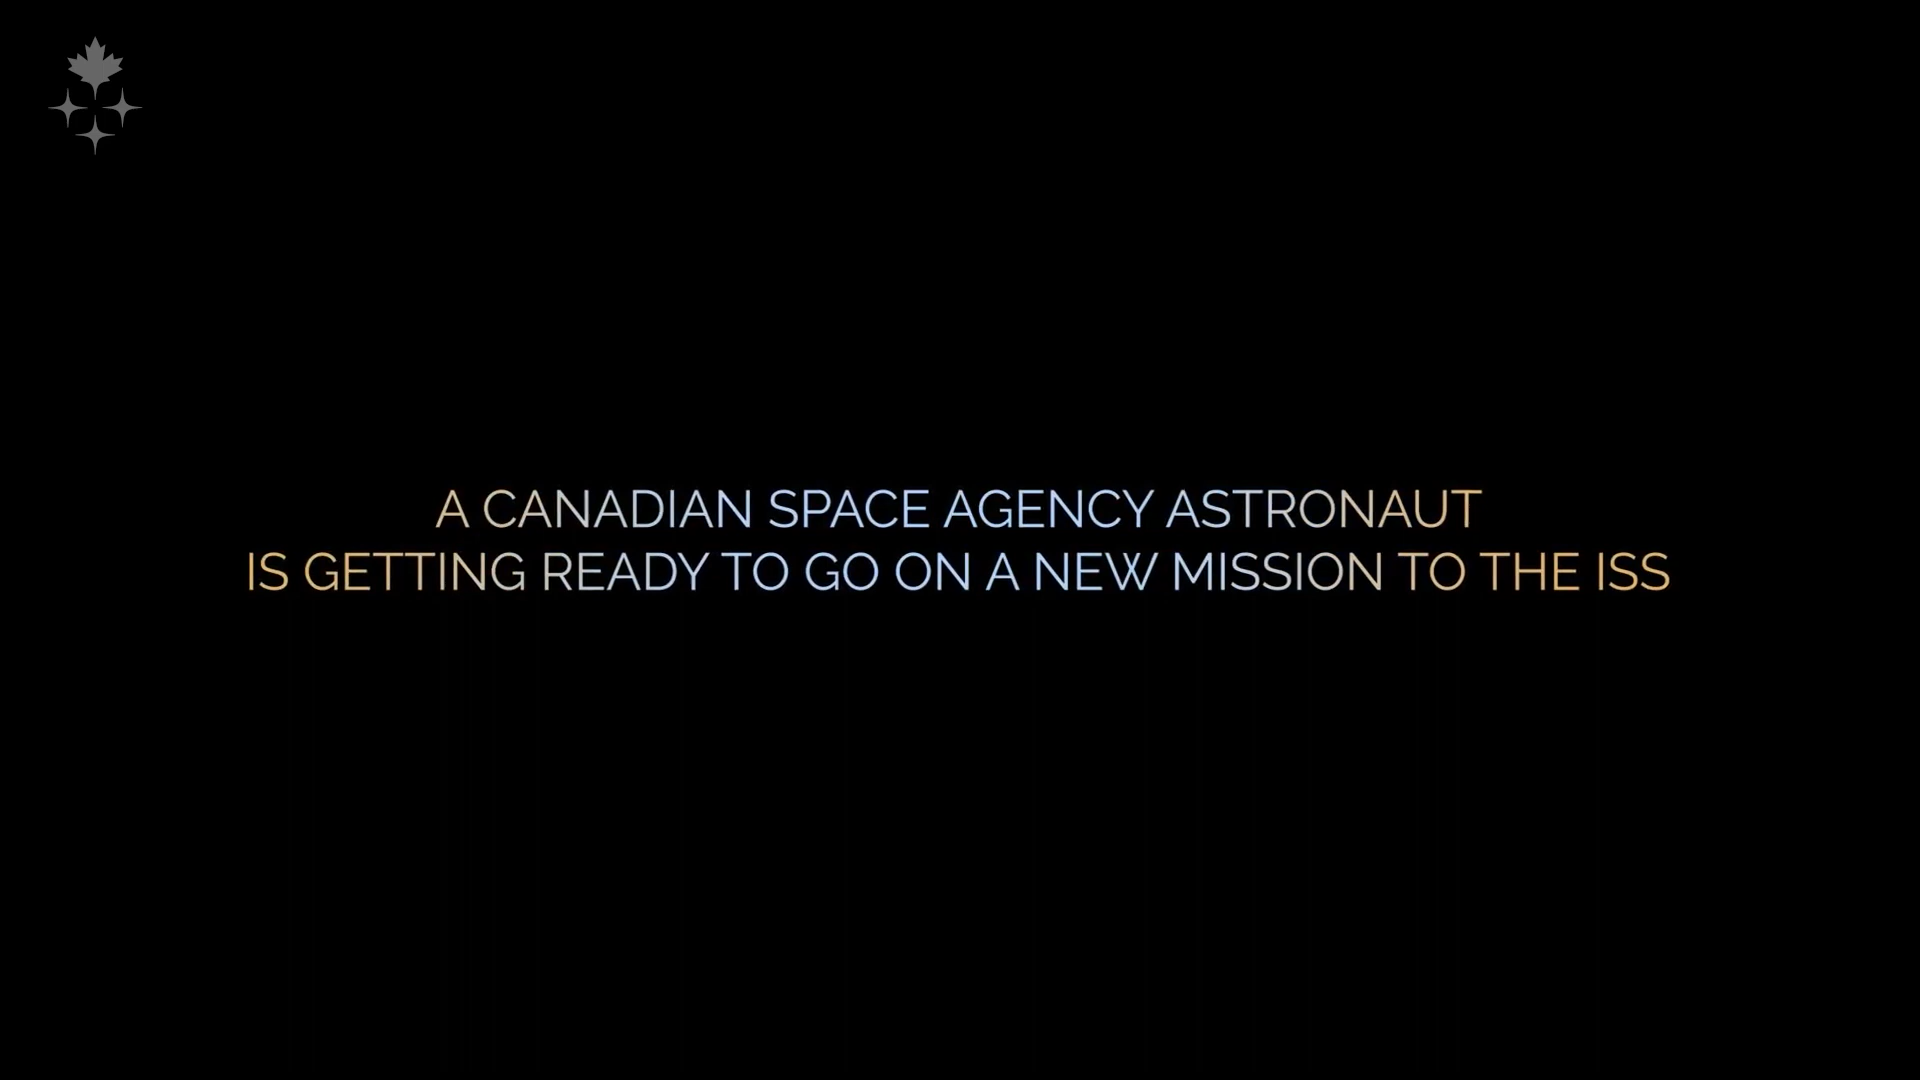 A CANADIAN SPACE AGENCY ASTRONAUT
IS GETTING READY TO GO ON A NEW MISSION TO THE ISS